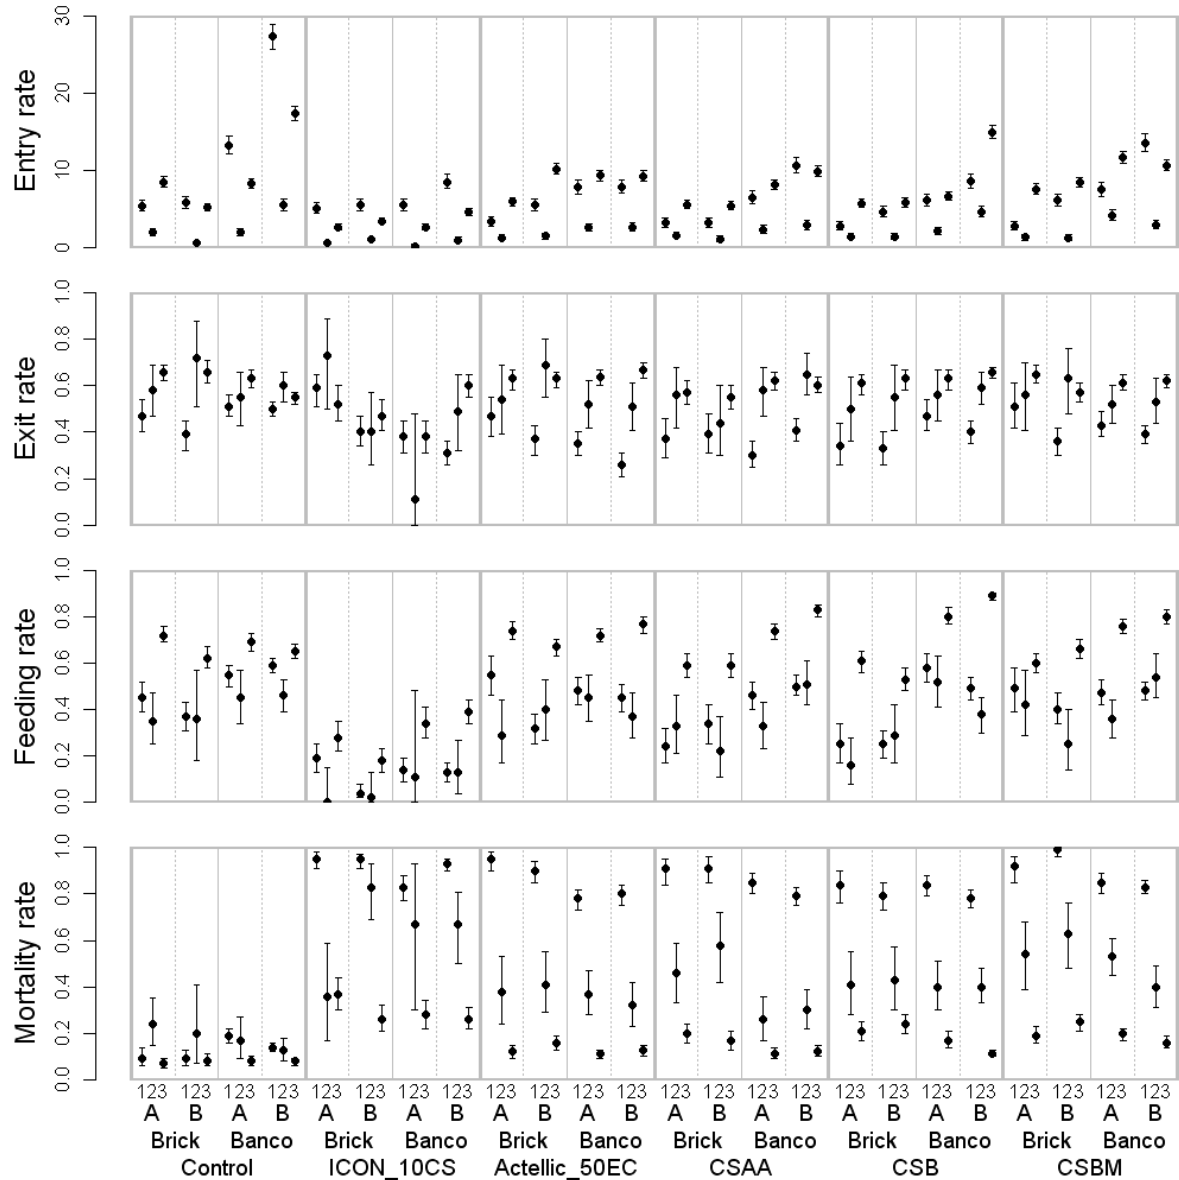 Entry rate
30
20
10
0
Exit rate
1.0
0.8
0.6
0.4
0.2
0.0
Feeding rate
1.0
0.8
0.6
0.4
0.2
0.0
Mortality rate
1.0
0.8
0.6
0.4
0.2
0.0
123 123 123 123 123 123 123 123 123 123 123 123 123 123 123 123 123 123 123 123 123 123 123 123
A B A B A B A B A B A B A B A B A B A B A B A B
Brick Banco Brick Banco Brick Banco Brick Banco Brick Banco Brick Banco
Control ICON_10CS Actellic_50EC CSAA CSB CSBM